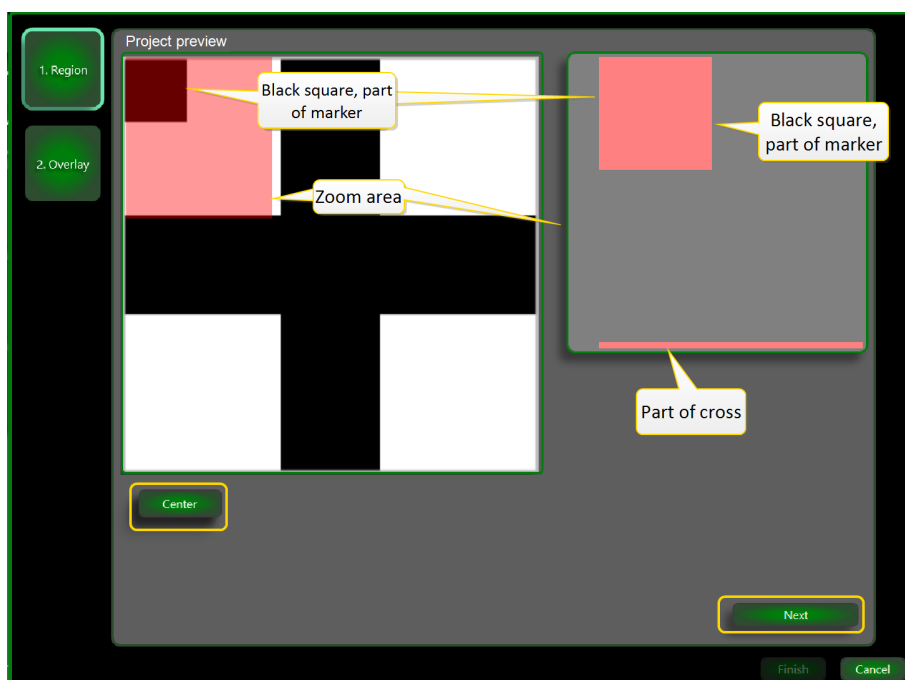 Project preview
1. Region
Black square, part
of marker
Black square,
part of marker
2. Overlay
Zoom area
Part of cross
Center
Next
Finish
Cancel